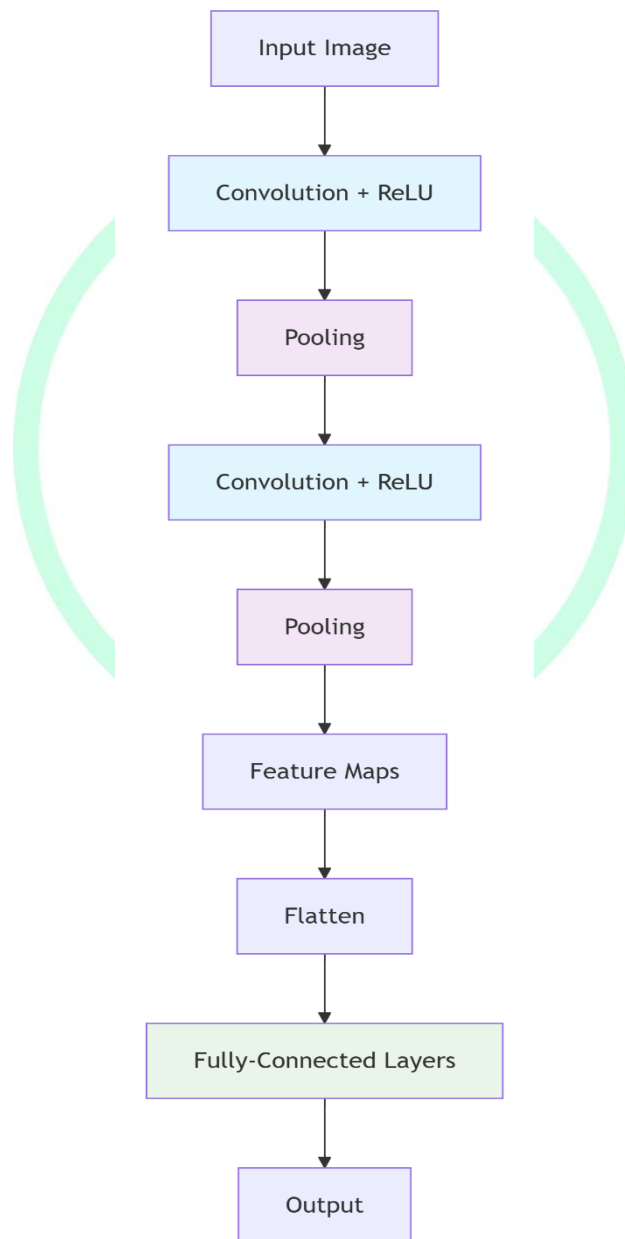 Input Image
Convolution + ReLU
Pooling
Convolution + ReLU
Pooling
Feature Maps
Flatten
Fully-Connected Layers
Output